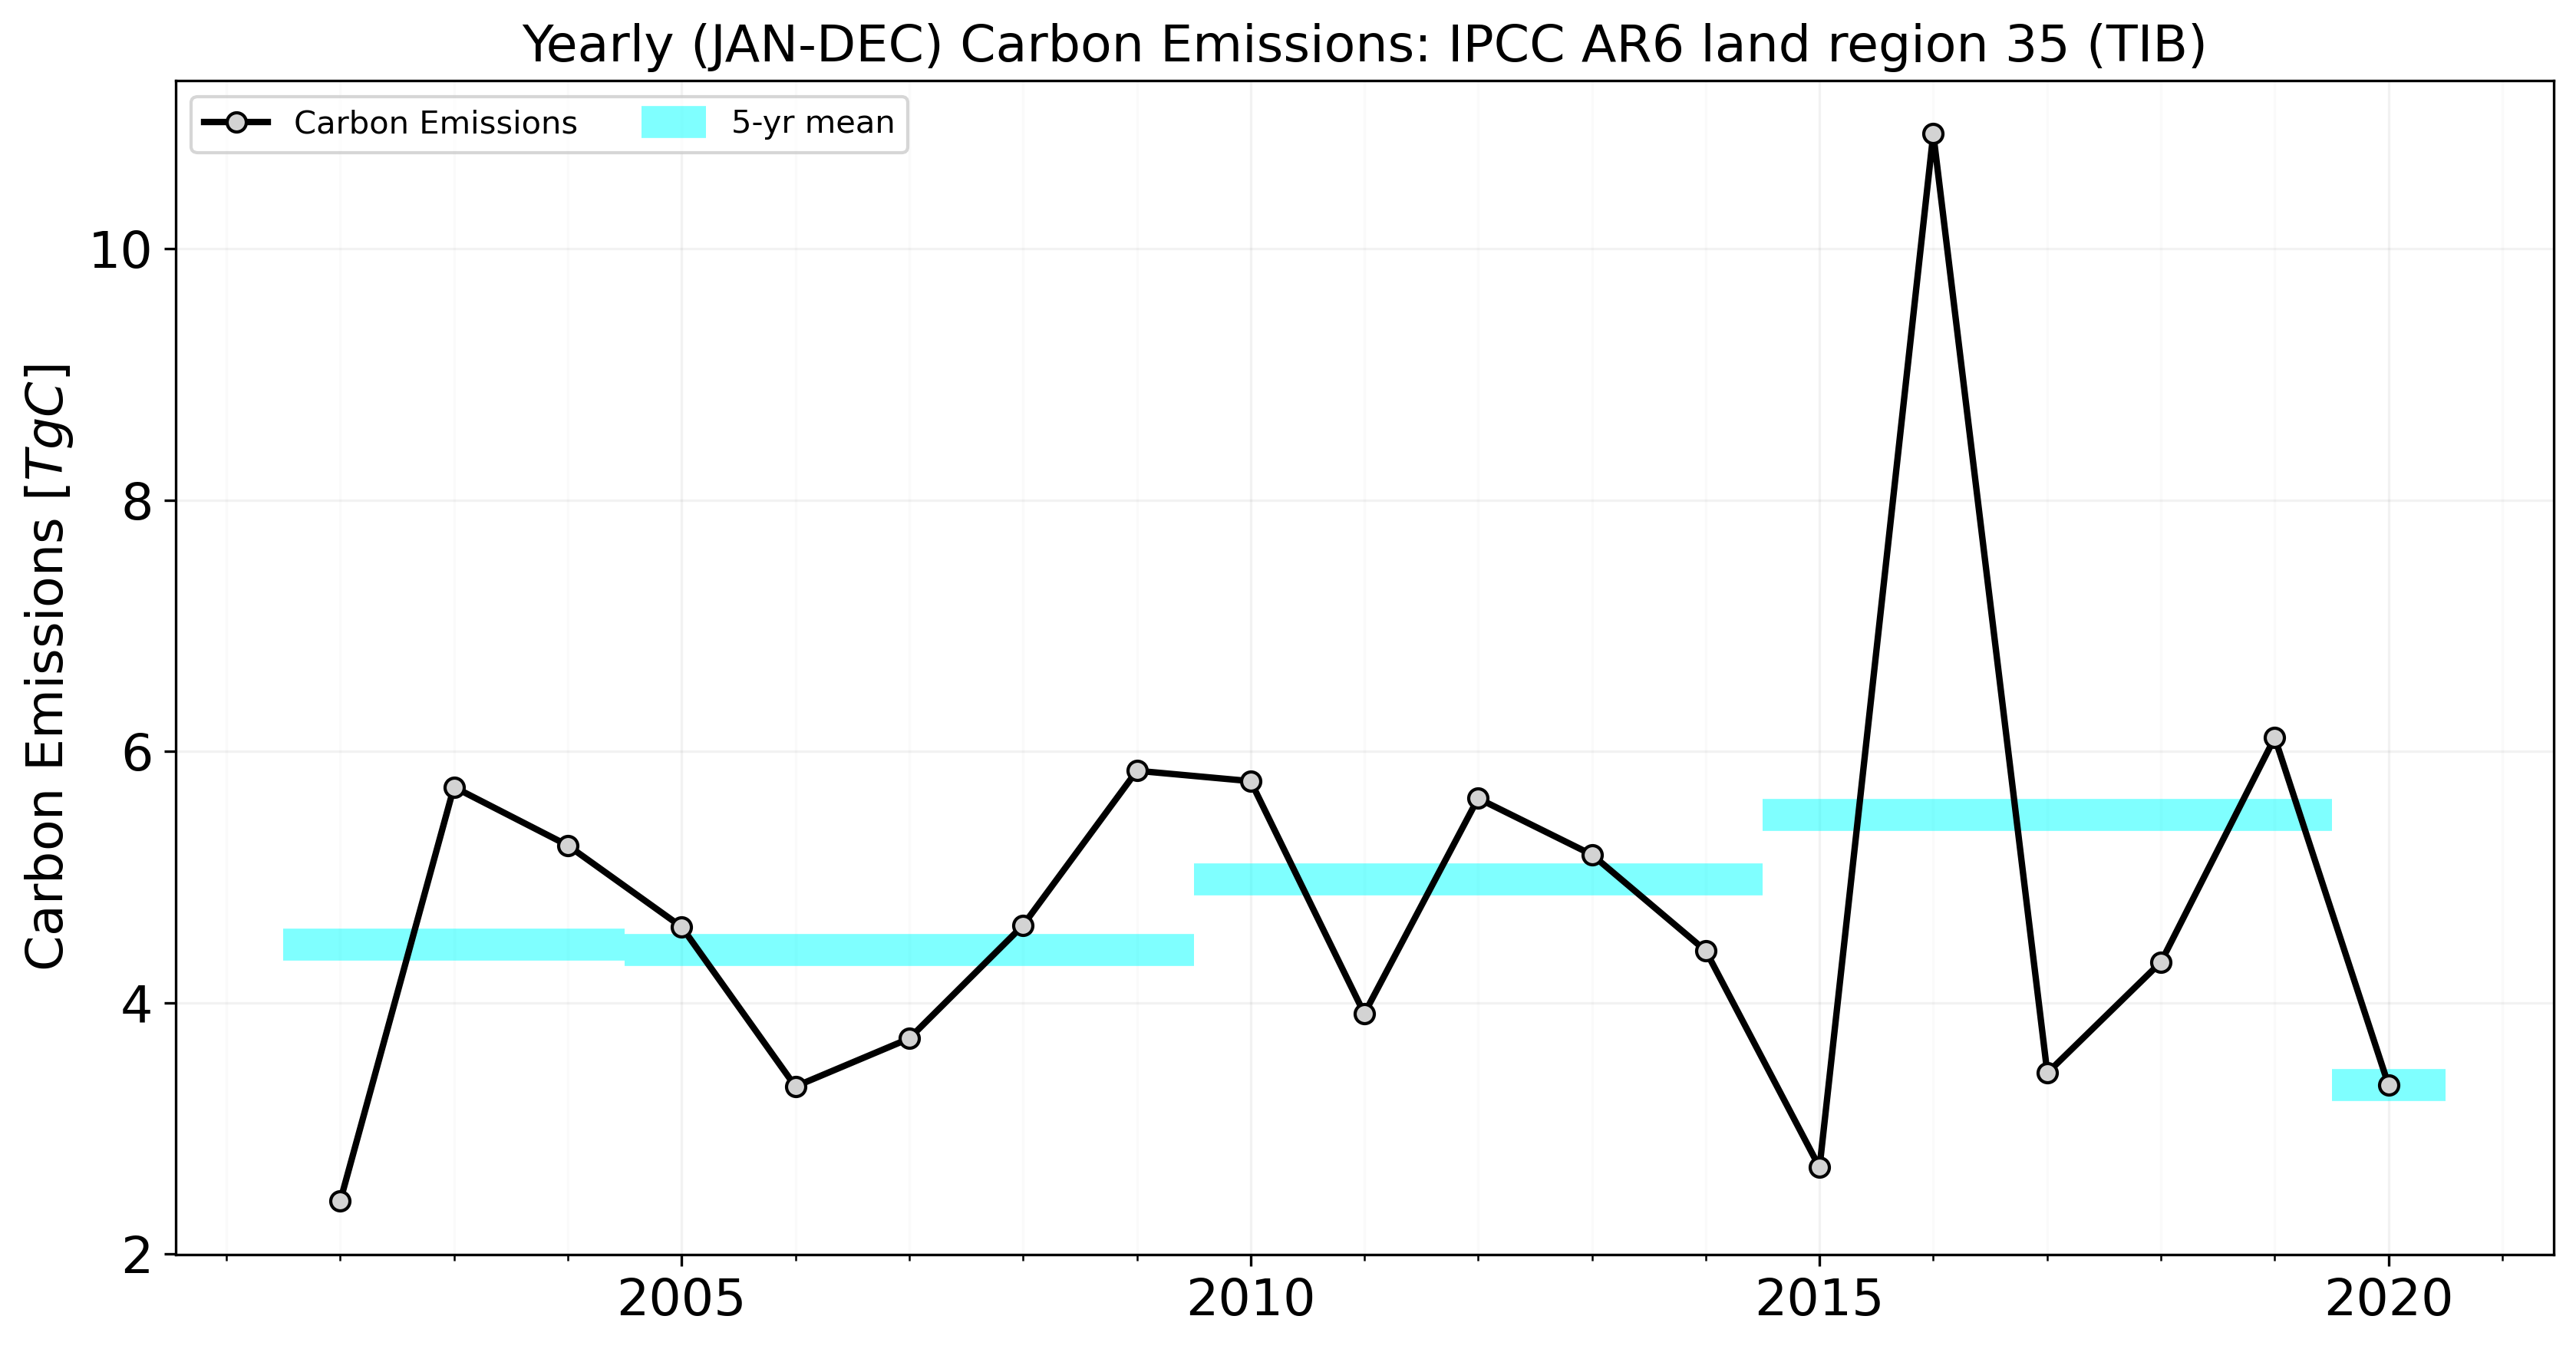 Yearly (JAN-DEC) Carbon Emissions: IPCC AR6 land region 35 (TIB)
Carbon Emissions
5-yr mean
Carbon Emissions [TgC]
10
8
6
4
2
2005
2010
2015
2020